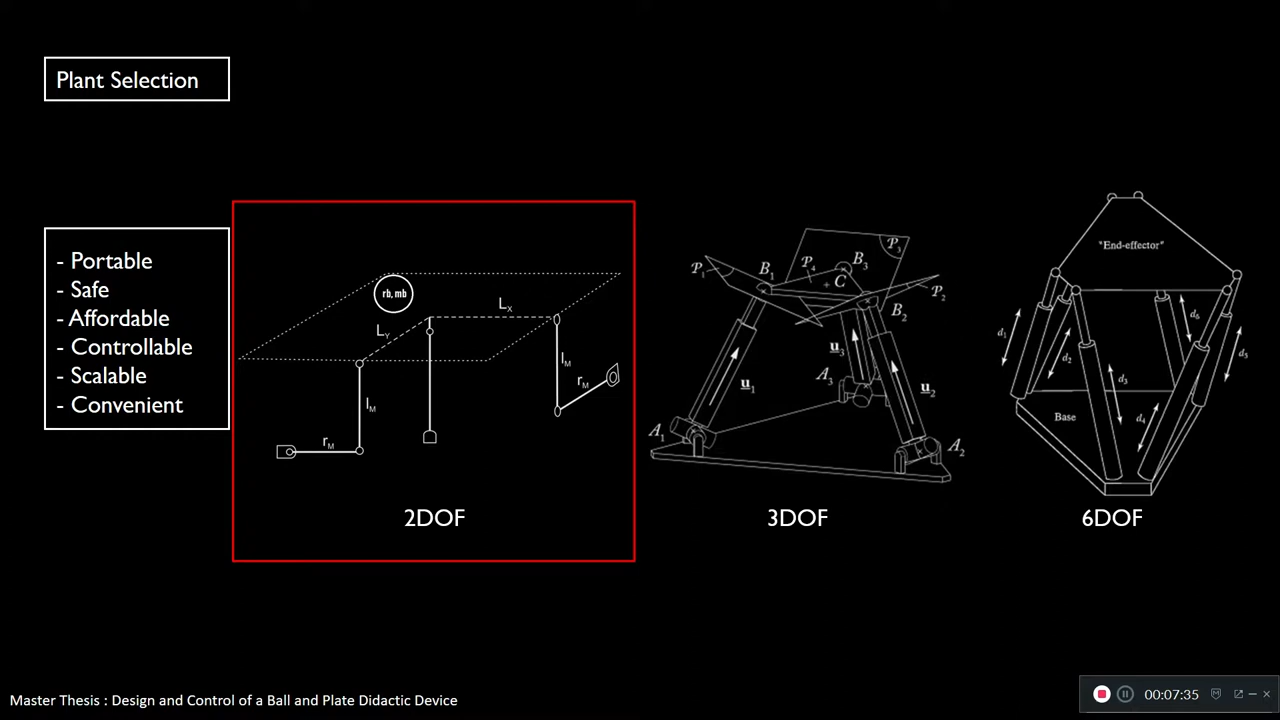 Plant Selection
- Portable
- Safe
- Affordable
- Controllable
- Scalable
- Convenient
rb, mb
LX
LY
lM
rM
lM
rM
2DOF
P1
B1
P4
B3
P3
C
P2
B2
u1
u3
u2
A3
A1
A2
3DOF
"End-effector"
d1
d2
d3
d4
d5
d6
Base
6DOF
Master Thesis : Design and Control of a Ball and Plate Didactic Device
00:07:35